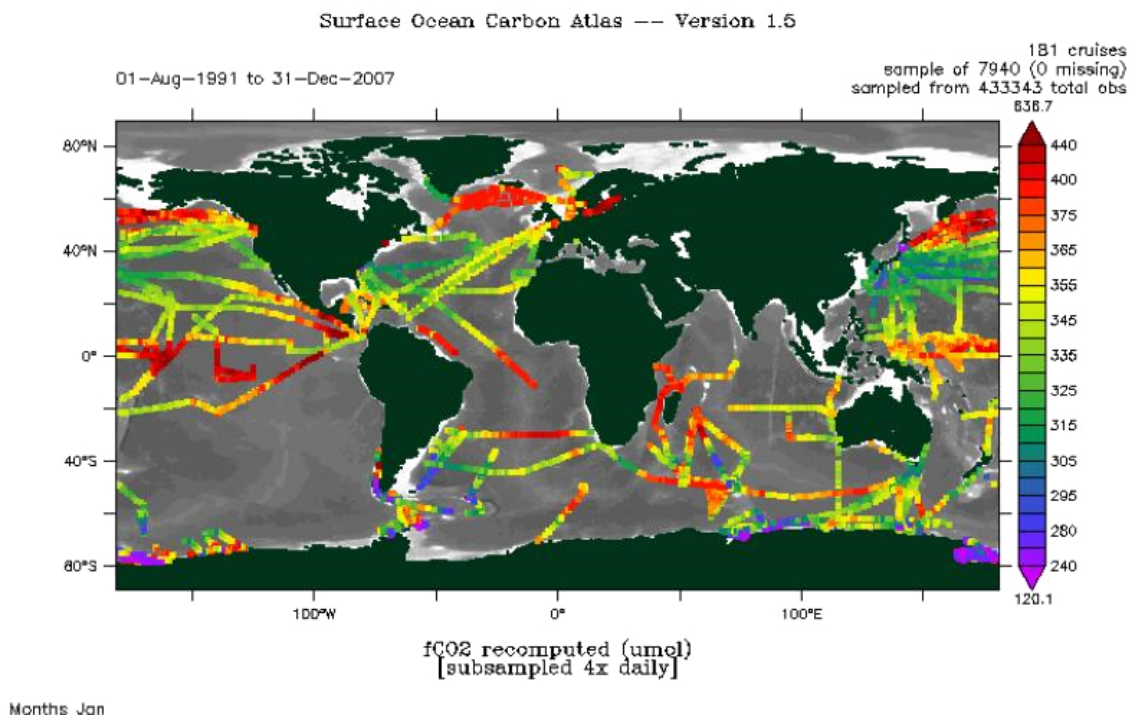 Surface Ocean Carbon Atlas -- Version 1.5
181 cruises
01-Aug-1991 to 31-Dec-2007
sample of 7940 (0 missing)
sampled from 433343 total obs
636.7
80°N
40°N
0°
40°S
80°S
440
400
375
365
355
345
335
325
315
305
295
280
240
120.1
100°W
0°
100°E
fCO2 recomputed (umol)
[subsampled 4x daily]
Months Jan